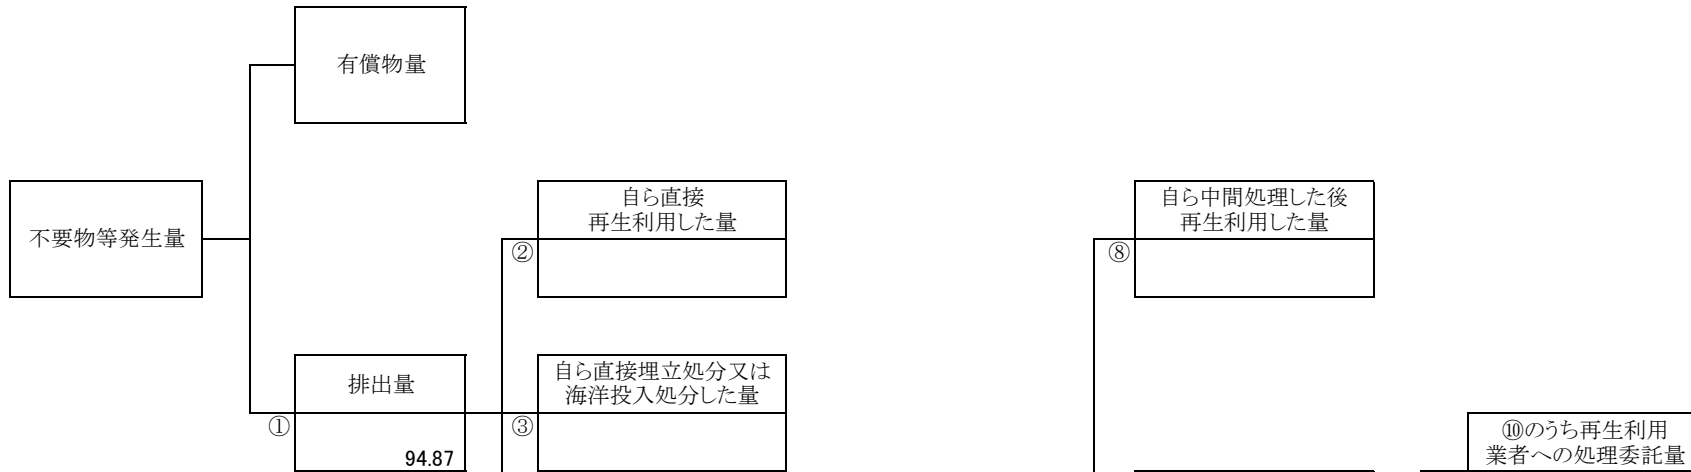 有償物量
不要物等発生量
自ら直接
再生利用した量
②
自ら中間処理した後
再生利用した量
⑧
排出量
①
94.87
自ら直接埋立処分又は
海洋投入処分した量
③
⑩のうち再生利用
業者への処理委託量